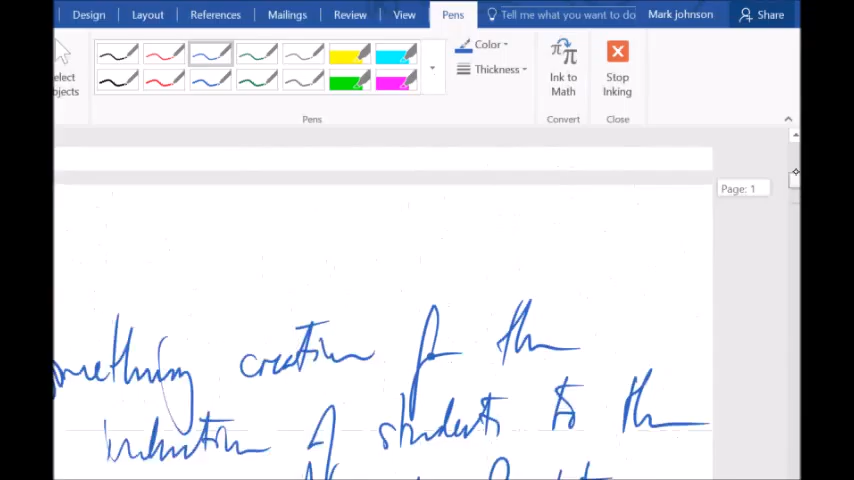 Design Layout References Mailings Review View Pens Tell me what you want to do Mark johnson Share
elect
bjects
Color
Thickness
Ink to
Math
Stop
Inking
Pens Convert Close
Page: 1
omething creation for the
induction of students to the